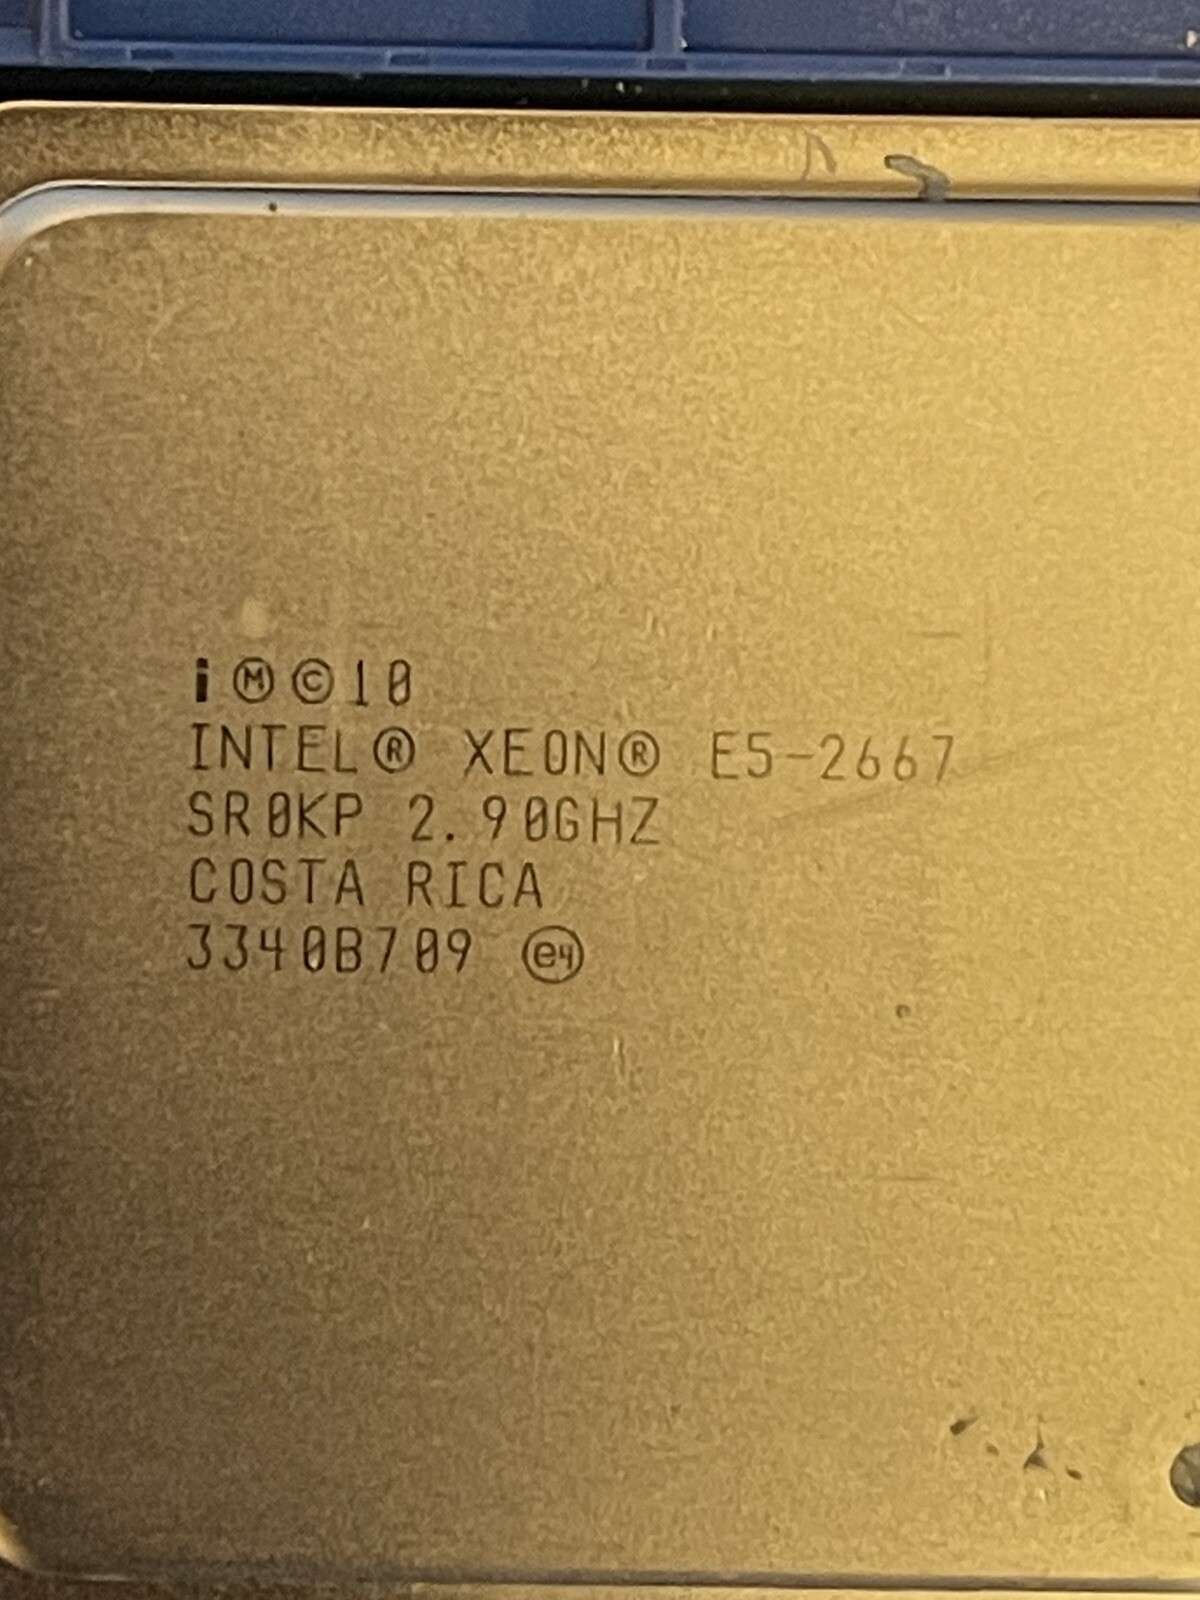 i Ⓜ©10
INTEL® XEON® E5-2667
SR0KP 2.90GHZ
COSTA RICA
3340B709 e4